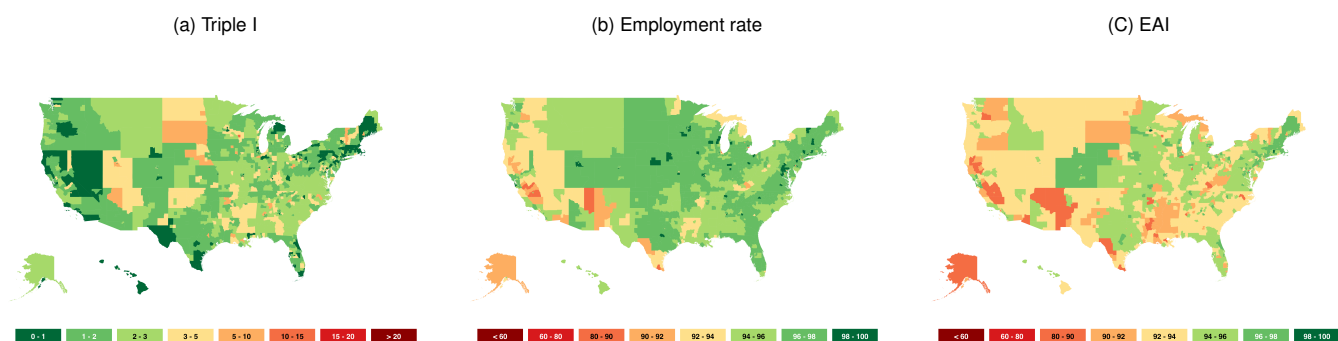 (a) Triple I
(b) Employment rate
(C) EAI
0 - 1 1 - 2 2 - 3 3 - 5 5 - 10 10 - 15 15 - 20 > 20
< 60 60 - 80 80 - 90 90 - 92 92 - 94 94 - 96 96 - 98 98 - 100
< 60 60 - 80 80 - 90 90 - 92 92 - 94 94 - 96 96 - 98 98 - 100